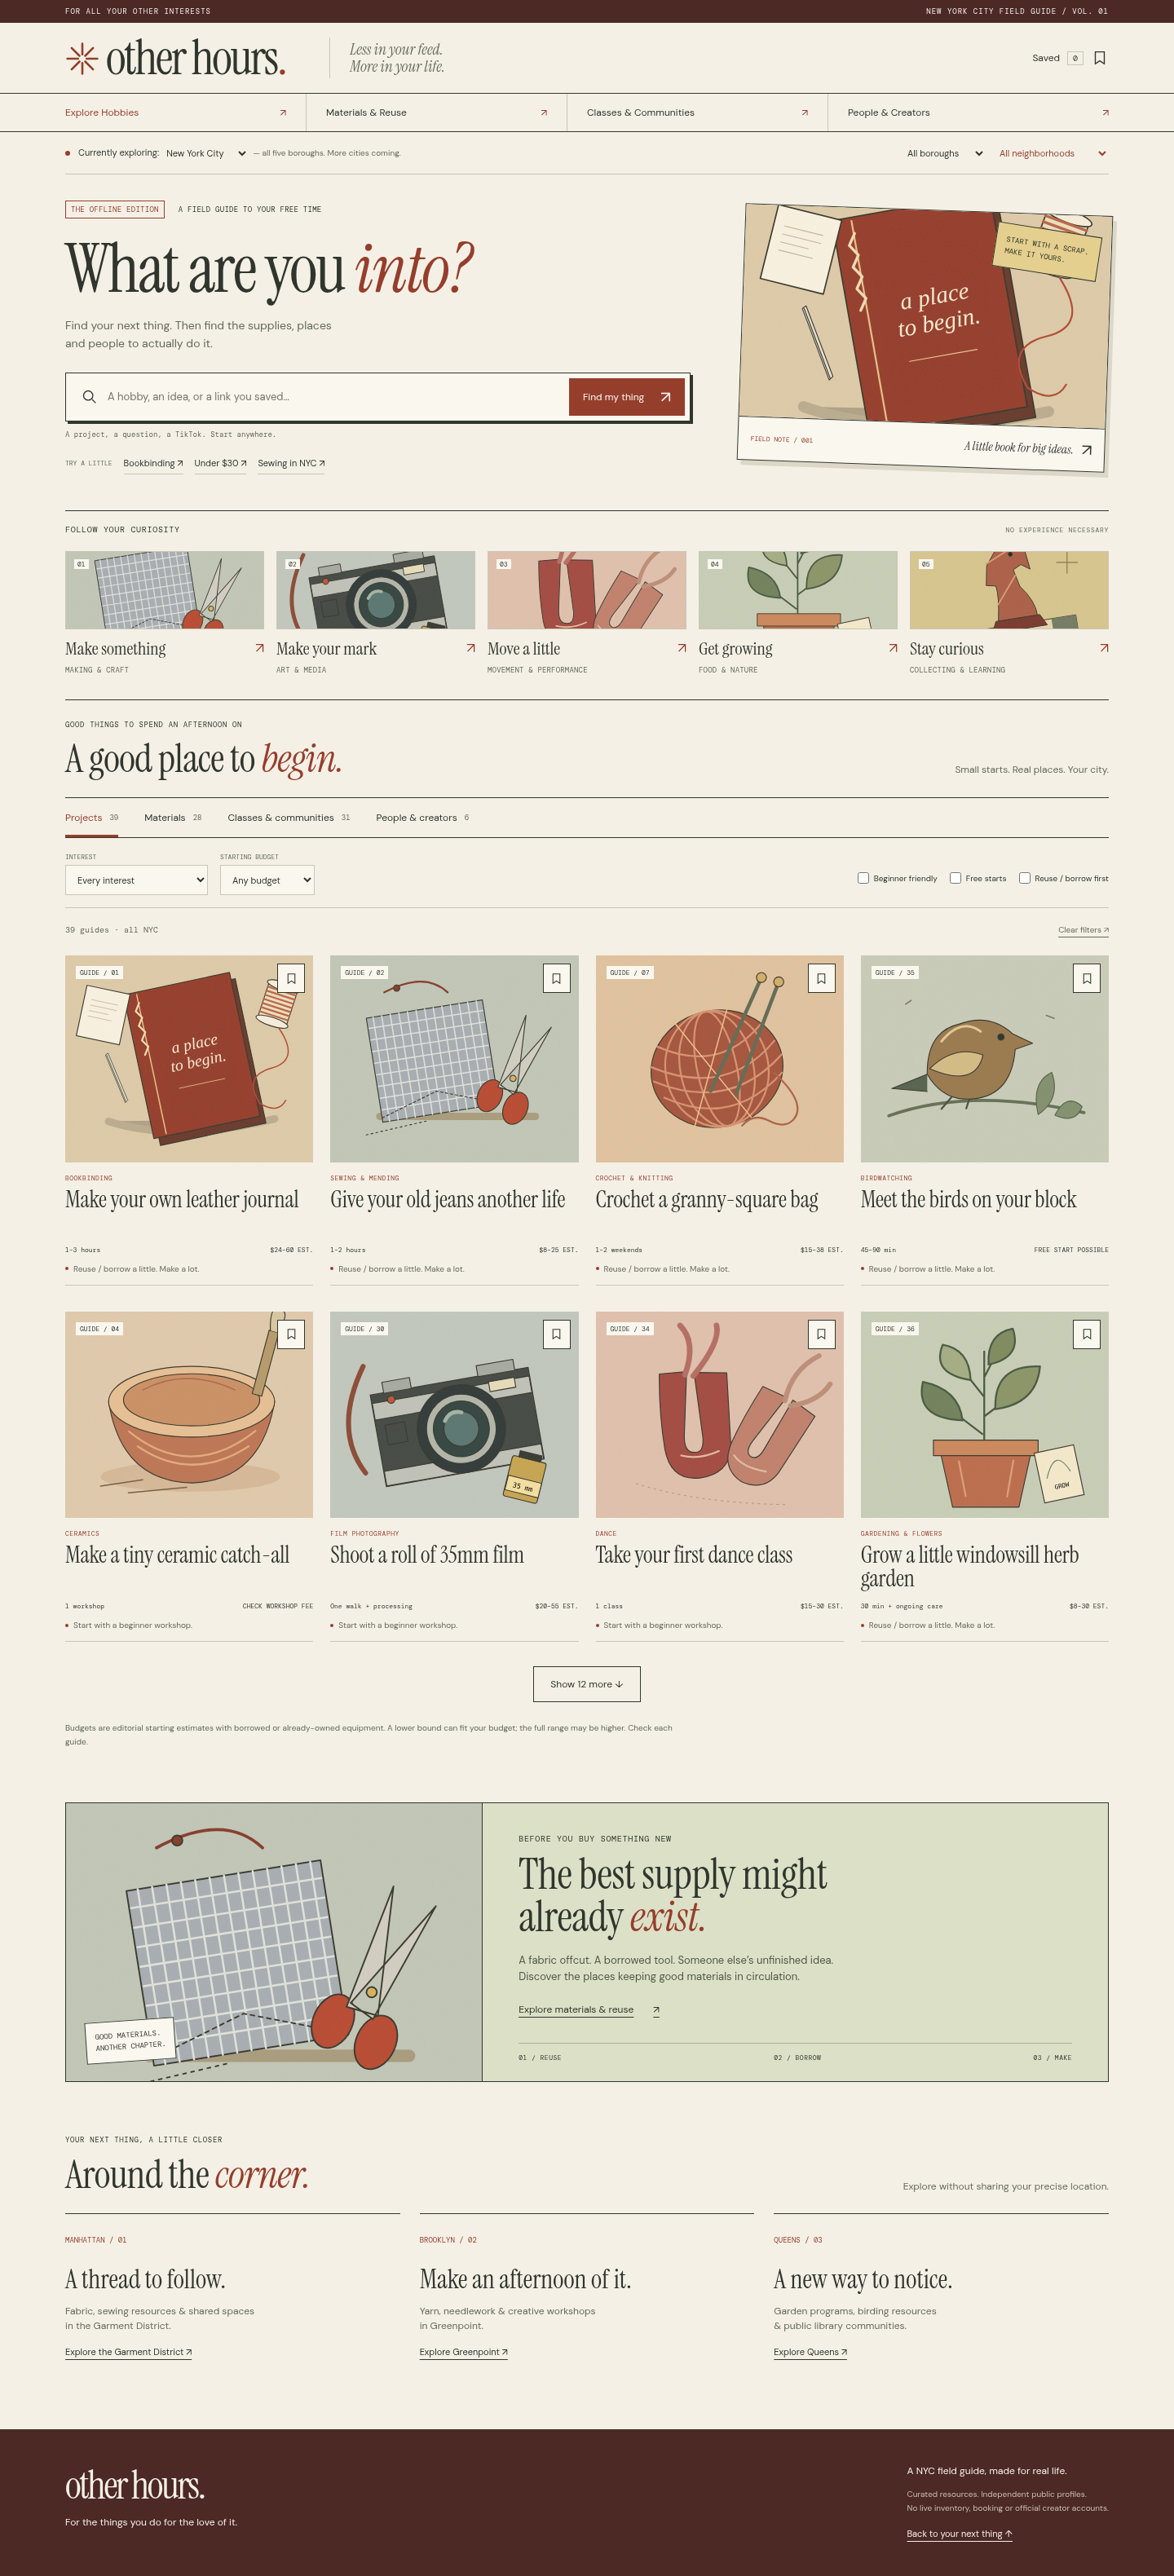 FOR ALL YOUR OTHER INTERESTS
NEW YORK CITY FIELD GUIDE / VOL. 01
other hours.
Less in your feed.
More in your life.
Saved 0
Explore Hobbies
Materials & Reuse
Classes & Communities
People & Creators
Currently exploring: New York City — all five boroughs. More cities coming.
All boroughs
All neighborhoods
THE OFFLINE EDITION
A FIELD GUIDE TO YOUR FREE TIME
What are you into?
Find your next thing. Then find the supplies, places
and people to actually do it.
A hobby, an idea, or a link you saved...
Find my thing
A project, a question, a TikTok. Start anywhere.
TRY A LITTLE
Bookbinding
Under $30
Sewing in NYC
START WITH A SCRAP.
MAKE IT YOURS.
a place
to begin.
FIELD NOTE / 001
A little book for big ideas.
FOLLOW YOUR CURIOSITY
NO EXPERIENCE NECESSARY
01
02
03
04
05
Make something
Make your mark
Move a little
Get growing
Stay curious
MAKING & CRAFT
ART & MEDIA
MOVEMENT & PERFORMANCE
FOOD & NATURE
COLLECTING & LEARNING
GOOD THINGS TO SPEND AN AFTERNOON ON
A good place to begin.
Small starts. Real places. Your city.
Projects 39
Materials 28
Classes & communities 31
People & creators 6
INTEREST
STARTING BUDGET
Every interest
Any budget
Beginner friendly
Free starts
Reuse / borrow first
39 guides · all NYC
Clear filters
GUIDE / 01
GUIDE / 02
GUIDE / 07
GUIDE / 35
a place
to begin.
BOOKBINDING
SEWING & MENDING
CROCHET & KNITTING
BIRDWATCHING
Make your own leather journal
Give your old jeans another life
Crochet a granny-square bag
Meet the birds on your block
1–3 hours
$24–60 EST.
1–2 hours
$8–25 EST.
1–2 weekends
$15–38 EST.
45–90 min
FREE START POSSIBLE
Reuse / borrow a little. Make a lot.
Reuse / borrow a little. Make a lot.
Reuse / borrow a little. Make a lot.
Reuse / borrow a little. Make a lot.
GUIDE / 04
GUIDE / 30
GUIDE / 34
GUIDE / 36
35 mm
GROW
CERAMICS
FILM PHOTOGRAPHY
DANCE
GARDENING & FLOWERS
Make a tiny ceramic catch-all
Shoot a roll of 35mm film
Take your first dance class
Grow a little windowsill herb
garden
1 workshop
CHECK WORKSHOP FEE
One walk + processing
$20–55 EST.
1 class
$15–30 EST.
30 min + ongoing care
$8–30 EST.
Start with a beginner workshop.
Start with a beginner workshop.
Start with a beginner workshop.
Reuse / borrow a little. Make a lot.
Show 12 more ↓
Budgets are editorial starting estimates with borrowed or already-owned equipment. A lower bound can fit your budget; the full range may be higher. Check each
guide.
GOOD MATERIALS.
ANOTHER CHAPTER.
BEFORE YOU BUY SOMETHING NEW
The best supply might
already exist.
A fabric offcut. A borrowed tool. Someone else's unfinished idea.
Discover the places keeping good materials in circulation.
Explore materials & reuse
01 / REUSE
02 / BORROW
03 / MAKE
YOUR NEXT THING, A LITTLE CLOSER
Around the corner.
Explore without sharing your precise location.
MANHATTAN / 01
BROOKLYN / 02
QUEENS / 03
A thread to follow.
Make an afternoon of it.
A new way to notice.
Fabric, sewing resources & shared spaces
in the Garment District.
Yarn, needlework & creative workshops
in Greenpoint.
Garden programs, birding resources
& public library communities.
Explore the Garment District
Explore Greenpoint
Explore Queens
other hours.
For the things you do for the love of it.
A NYC field guide, made for real life.
Curated resources. Independent public profiles.
No live inventory, booking or official creator accounts.
Back to your next thing ↑